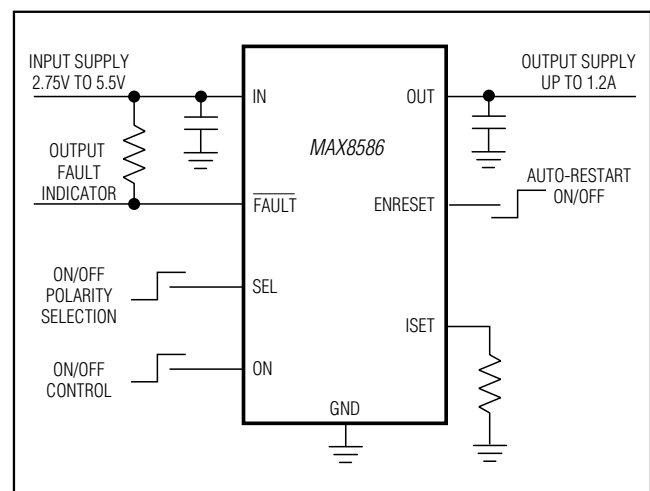 INPUT SUPPLY
2.75V TO 5.5V
OUTPUT SUPPLY
UP TO 1.2A
IN
OUT
MAX8586
OUTPUT
FAULT
INDICATOR
FAULT
ENRESET
AUTO-RESTART
ON/OFF
ON/OFF
POLARITY
SELECTION
SEL
ISET
ON/OFF
CONTROL
ON
GND